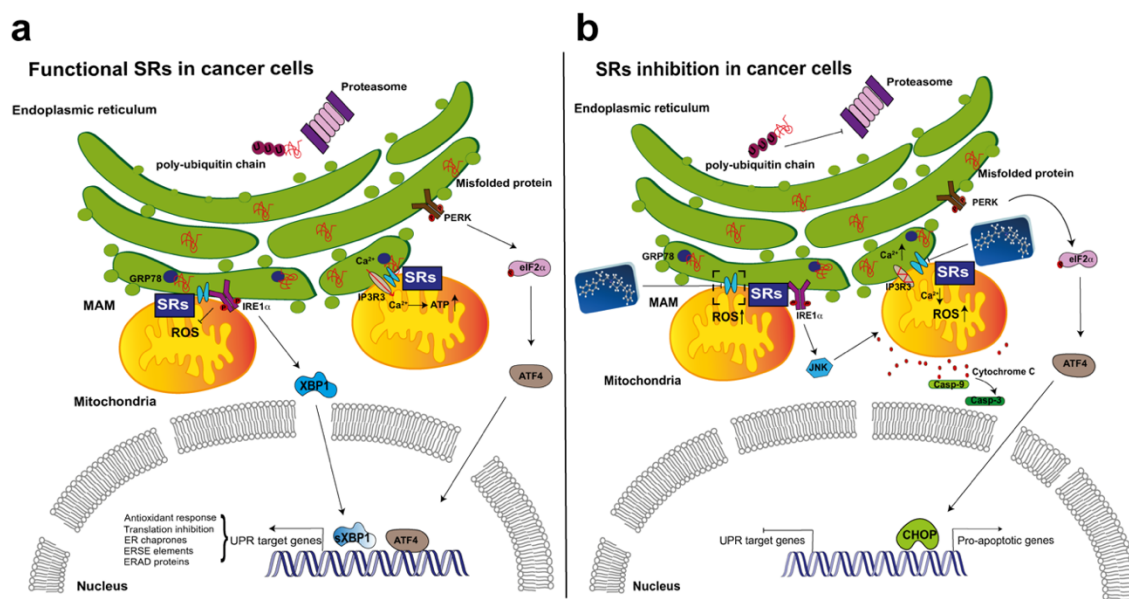 a
Functional SRs in cancer cells
Endoplasmic reticulum
Proteasome
poly-ubiquitin chain
Misfolded protein
PERK
eIF2α
GRP78
Ca²⁺
SRs
IP3R3
MAM
SRs
ROS
IRE1α
Ca²⁺
ATP
XBP1
ATF4
Mitochondria
Antioxidant response
Translation inhibition
ER chaprones
ERSE elements
ERAD proteins
UPR target genes
sXBP1
ATF4
Nucleus
b
SRs inhibition in cancer cells
Endoplasmic reticulum
Proteasome
poly-ubiquitin chain
Misfolded protein
PERK
eIF2α
GRP78
Ca²⁺
SRs
IP3R3
MAM
SRs
ROS
IRE1α
Ca²⁺
ROS
JNK
Cytochrome C
Casp-9
Casp-3
ATF4
Mitochondria
UPR target genes
CHOP
Pro-apoptotic genes
Nucleus